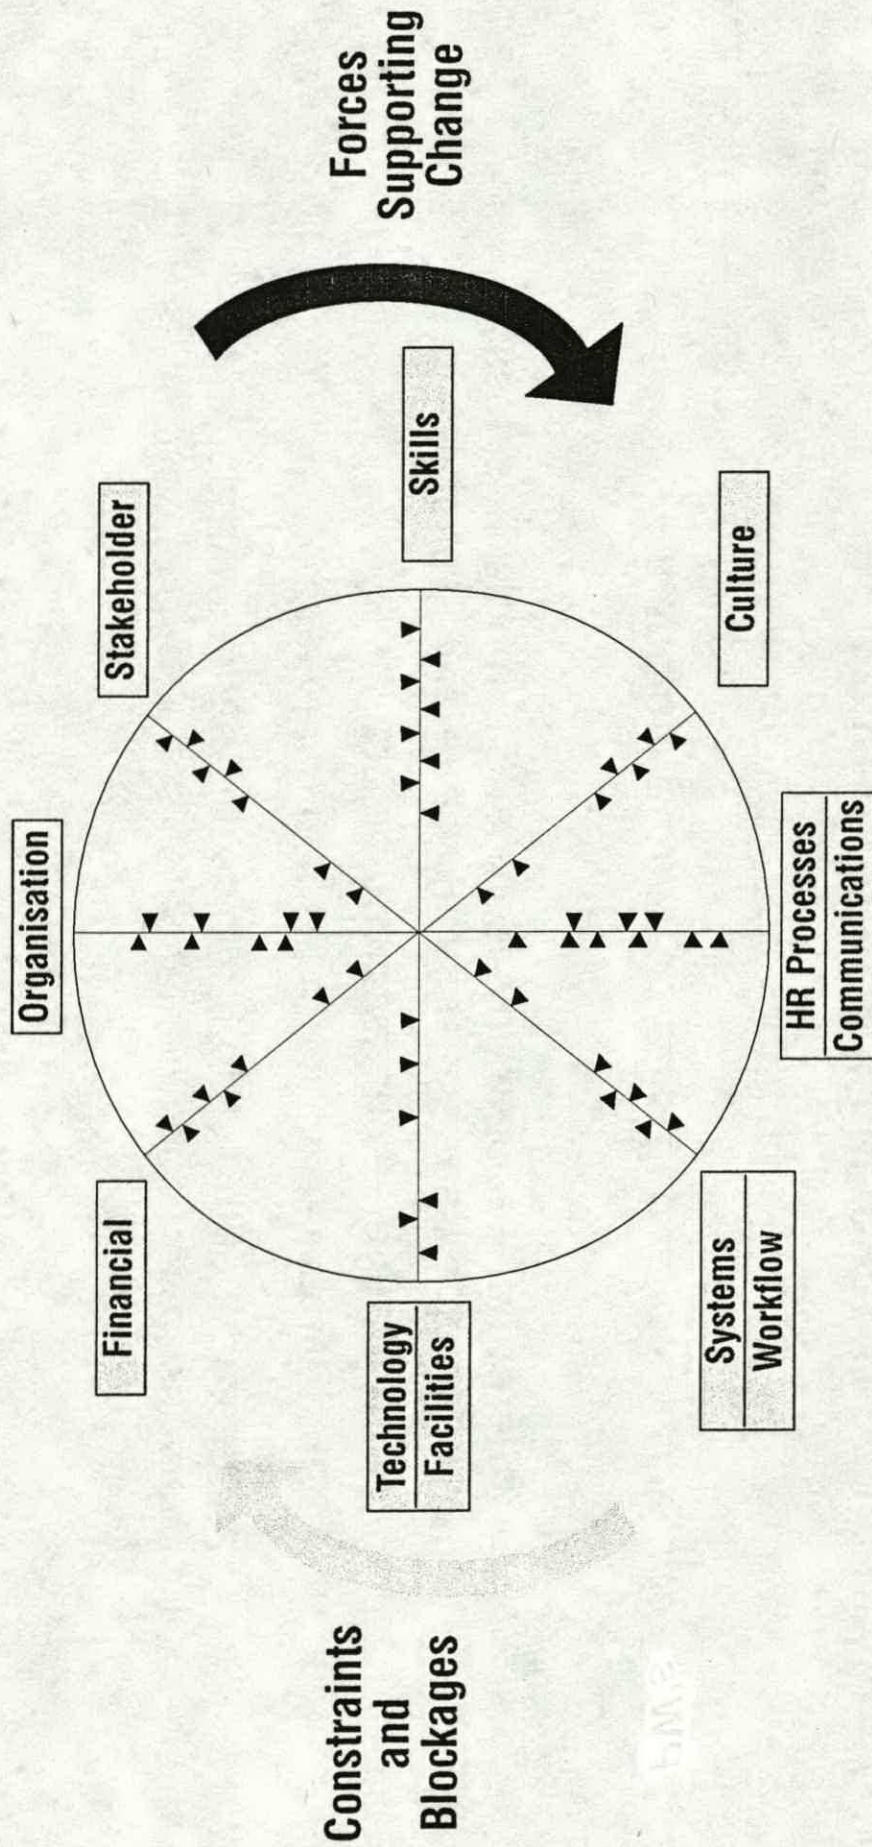 Constraints
and
Blockages
Forces
Supporting
Change
Organisation
Financial
Stakeholder
Technology
Facilities
Skills
Systems
Workflow
Culture
HR Processes
Communications